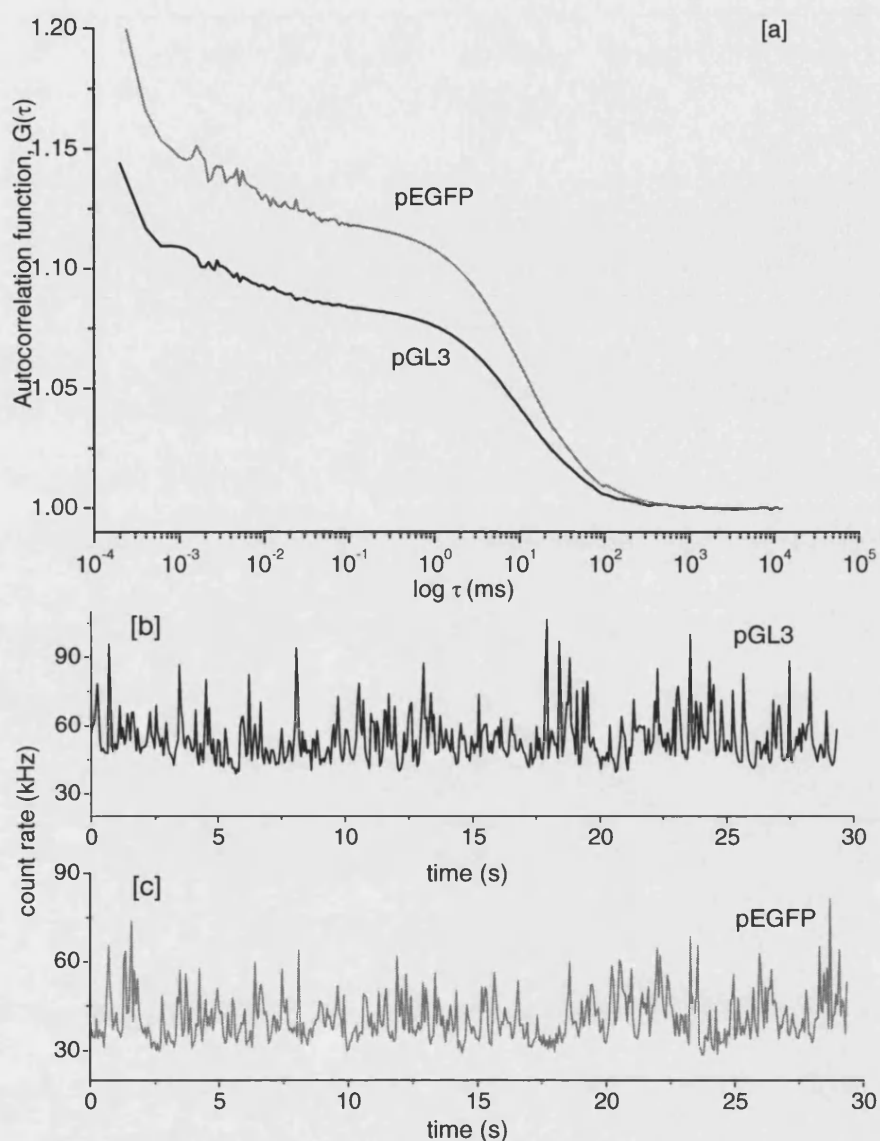 [a]
Autocorrelation function, G(τ)
1.20
1.15
1.10
1.05
1.00
pEGFP
pGL3
10⁻⁴ 10⁻³ 10⁻² 10⁻¹ 10⁰ 10¹ 10² 10³ 10⁴ 10⁵
log τ (ms)
count rate (kHz)
[b]
pGL3
90
60
30
0 5 10 15 20 25 30
time (s)
[c]
pEGFP
90
60
30
0 5 10 15 20 25 30
time (s)